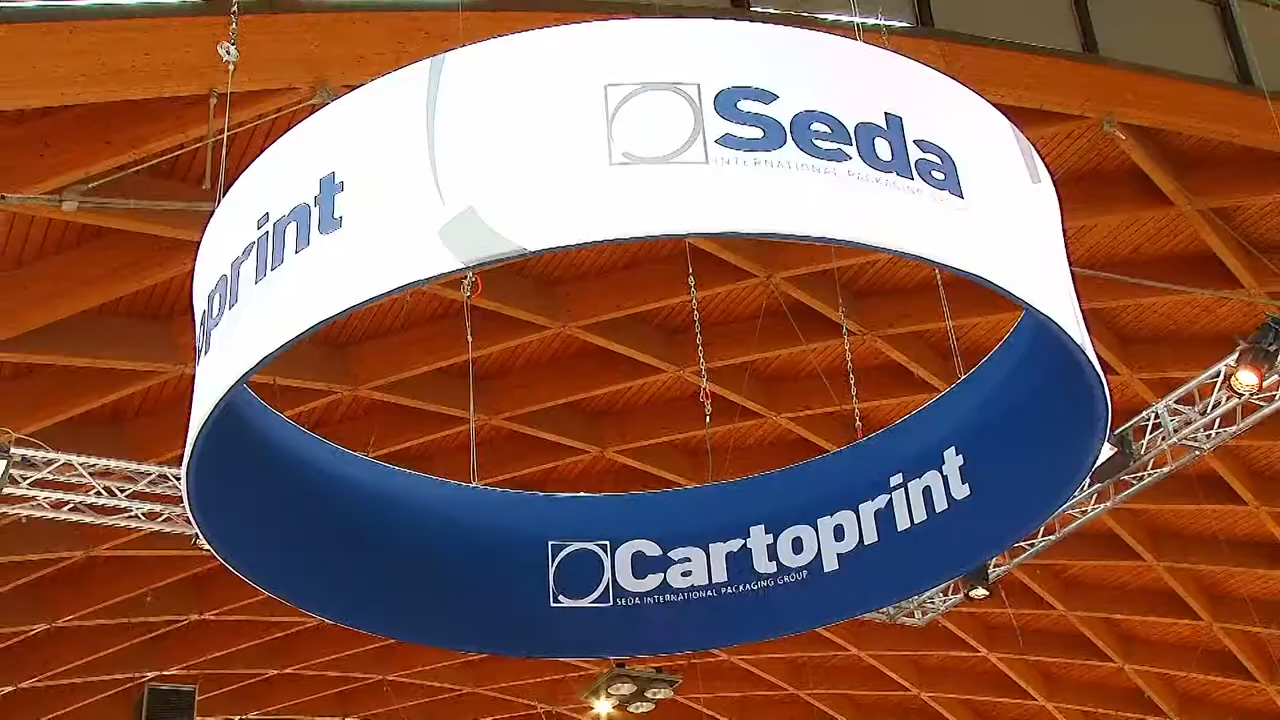 Seda
INTERNATIONAL PACKAGING
print
Cartoprint
SEDA INTERNATIONAL PACKAGING GROUP